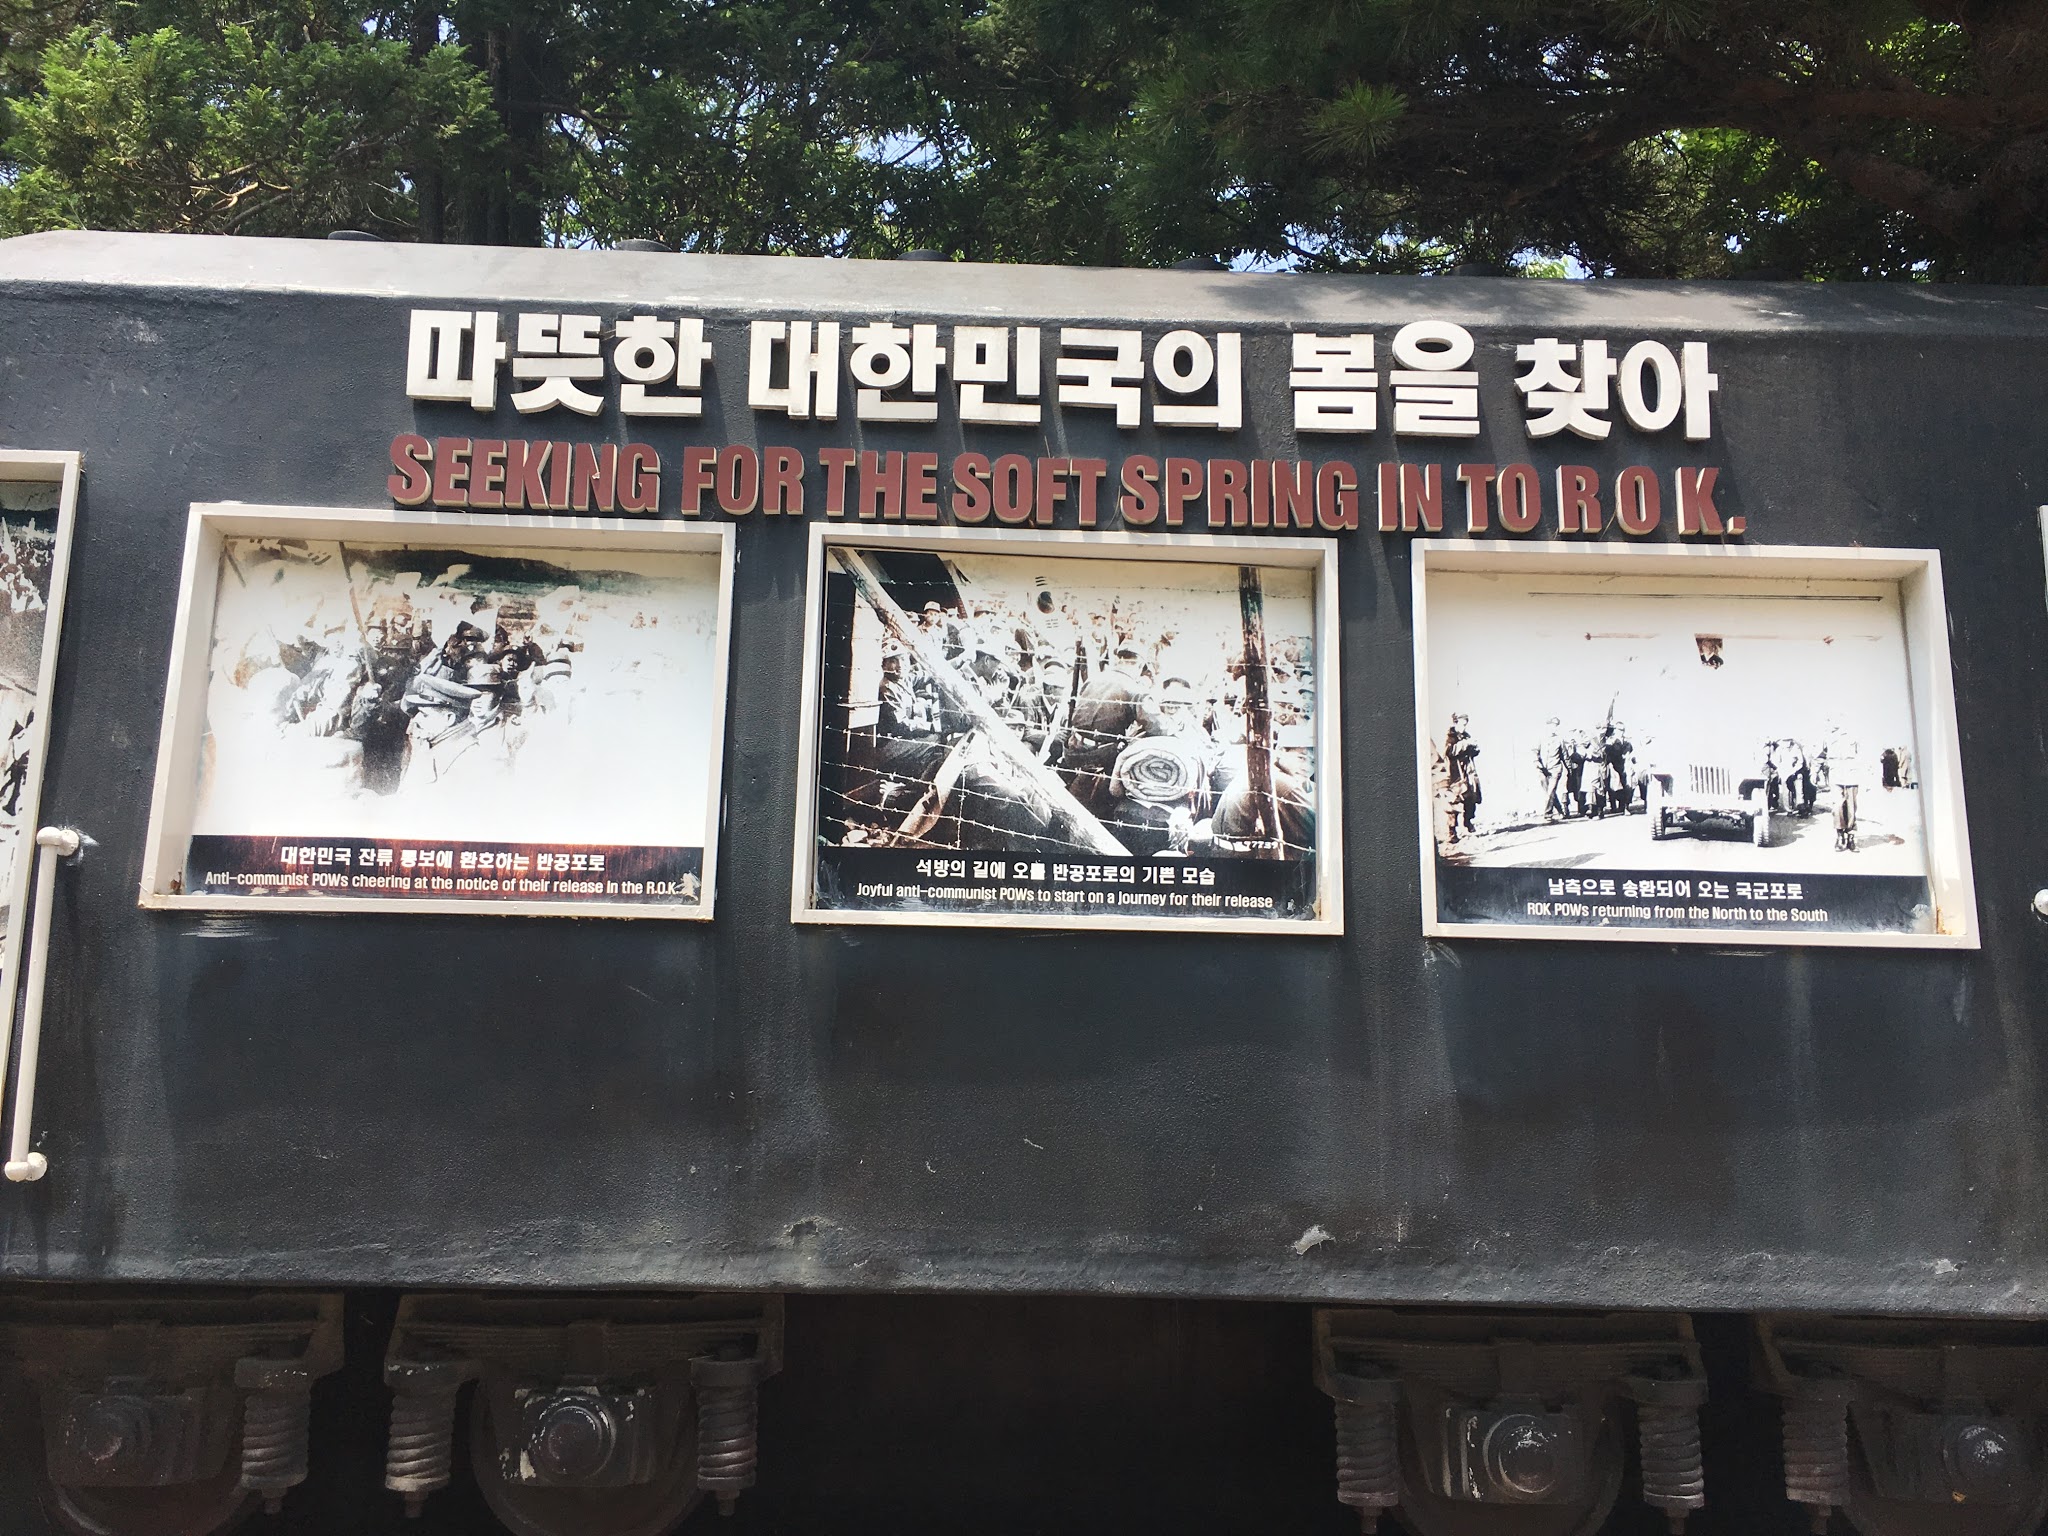 따뜻한 대한민국의 봄을 찾아
SEEKING FOR THE SOFT SPRING IN TO R O K.
대한민국 잔류 통보에 환호하는 반공포로
Anti-communist POWs cheering at the notice of their release in the R.O.K.
석방의 길에 오를 반공포로의 기쁜 모습
Joyful anti-communist POWs to start on a journey for their release
남측으로 송환되어 오는 국군포로
ROK POWs returning from the North to the South